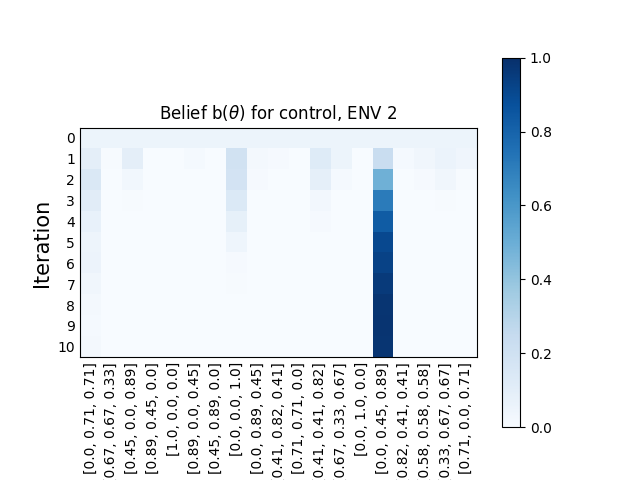 Belief b(θ) for control, ENV 2
Iteration
0
1
2
3
4
5
6
7
8
9
10
[0.0, 0.71, 0.71]
0.67, 0.67, 0.33]
[0.45, 0.0, 0.89]
[0.89, 0.45, 0.0]
[1.0, 0.0, 0.0]
[0.89, 0.0, 0.45]
[0.45, 0.89, 0.0]
[0.0, 0.0, 1.0]
[0.0, 0.89, 0.45]
0.41, 0.82, 0.41]
[0.71, 0.71, 0.0]
0.41, 0.41, 0.82]
0.67, 0.33, 0.67]
[0.0, 1.0, 0.0]
[0.0, 0.45, 0.89]
0.82, 0.41, 0.41]
0.58, 0.58, 0.58]
0.33, 0.67, 0.67]
[0.71, 0.0, 0.71]
1.0
0.8
0.6
0.4
0.2
0.0